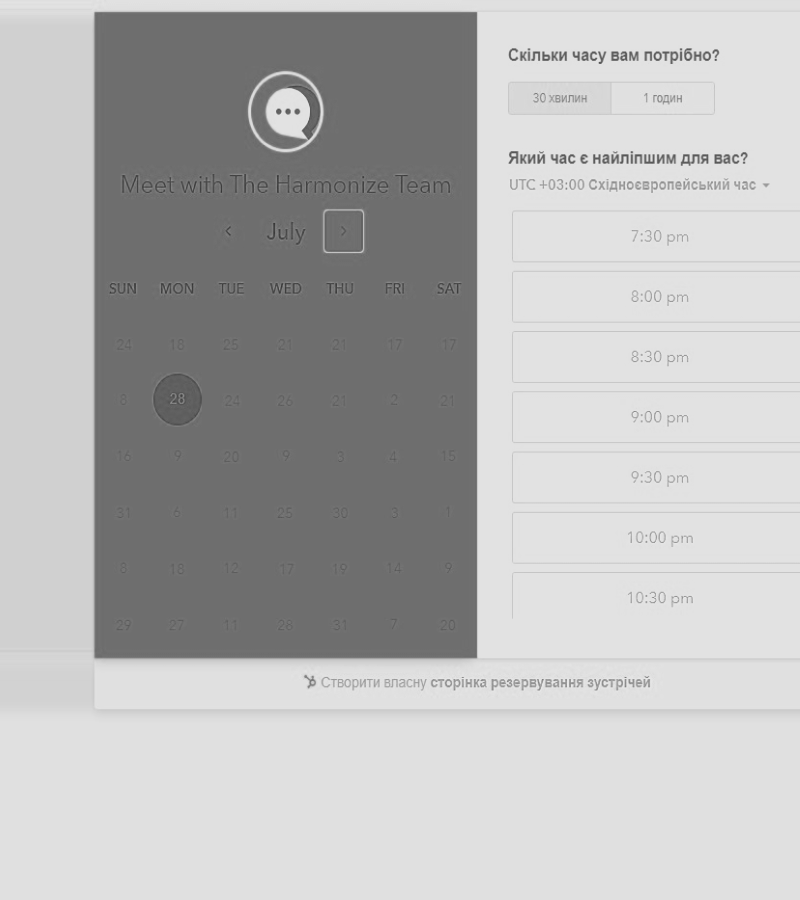 Meet with The Harmonize Team
July
SUN MON TUE WED THU FRI SAT
24 18 25 21 21 17 17
8 28 24 26 21 2 21
16 9 20 9 3 4 15
31 6 11 25 30 3 1
8 18 12 17 19 14 9
29 27 11 28 31 7 20
Скільки часу вам потрібно?
30 хвилин 1 годин
Який час є найліпшим для вас?
UTC +03:00 Східноєвропейський час
7:30 pm
8:00 pm
8:30 pm
9:00 pm
9:30 pm
10:00 pm
10:30 pm
Створити власну сторінка резервування зустрічей